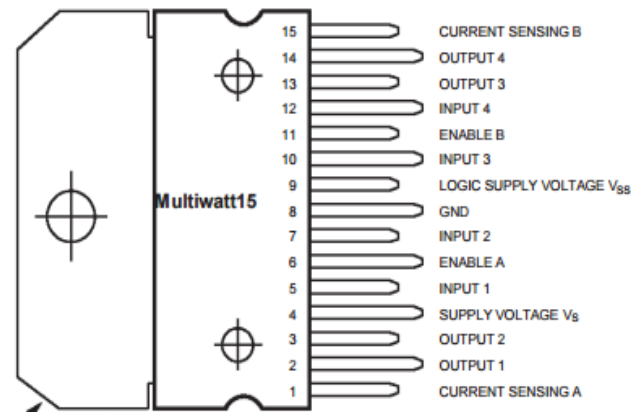 15 CURRENT SENSING B
14 OUTPUT 4
13 OUTPUT 3
12 INPUT 4
11 ENABLE B
10 INPUT 3
9 LOGIC SUPPLY VOLTAGE VSS
Multiwatt15
8 GND
7 INPUT 2
6 ENABLE A
5 INPUT 1
4 SUPPLY VOLTAGE VS
3 OUTPUT 2
2 OUTPUT 1
1 CURRENT SENSING A